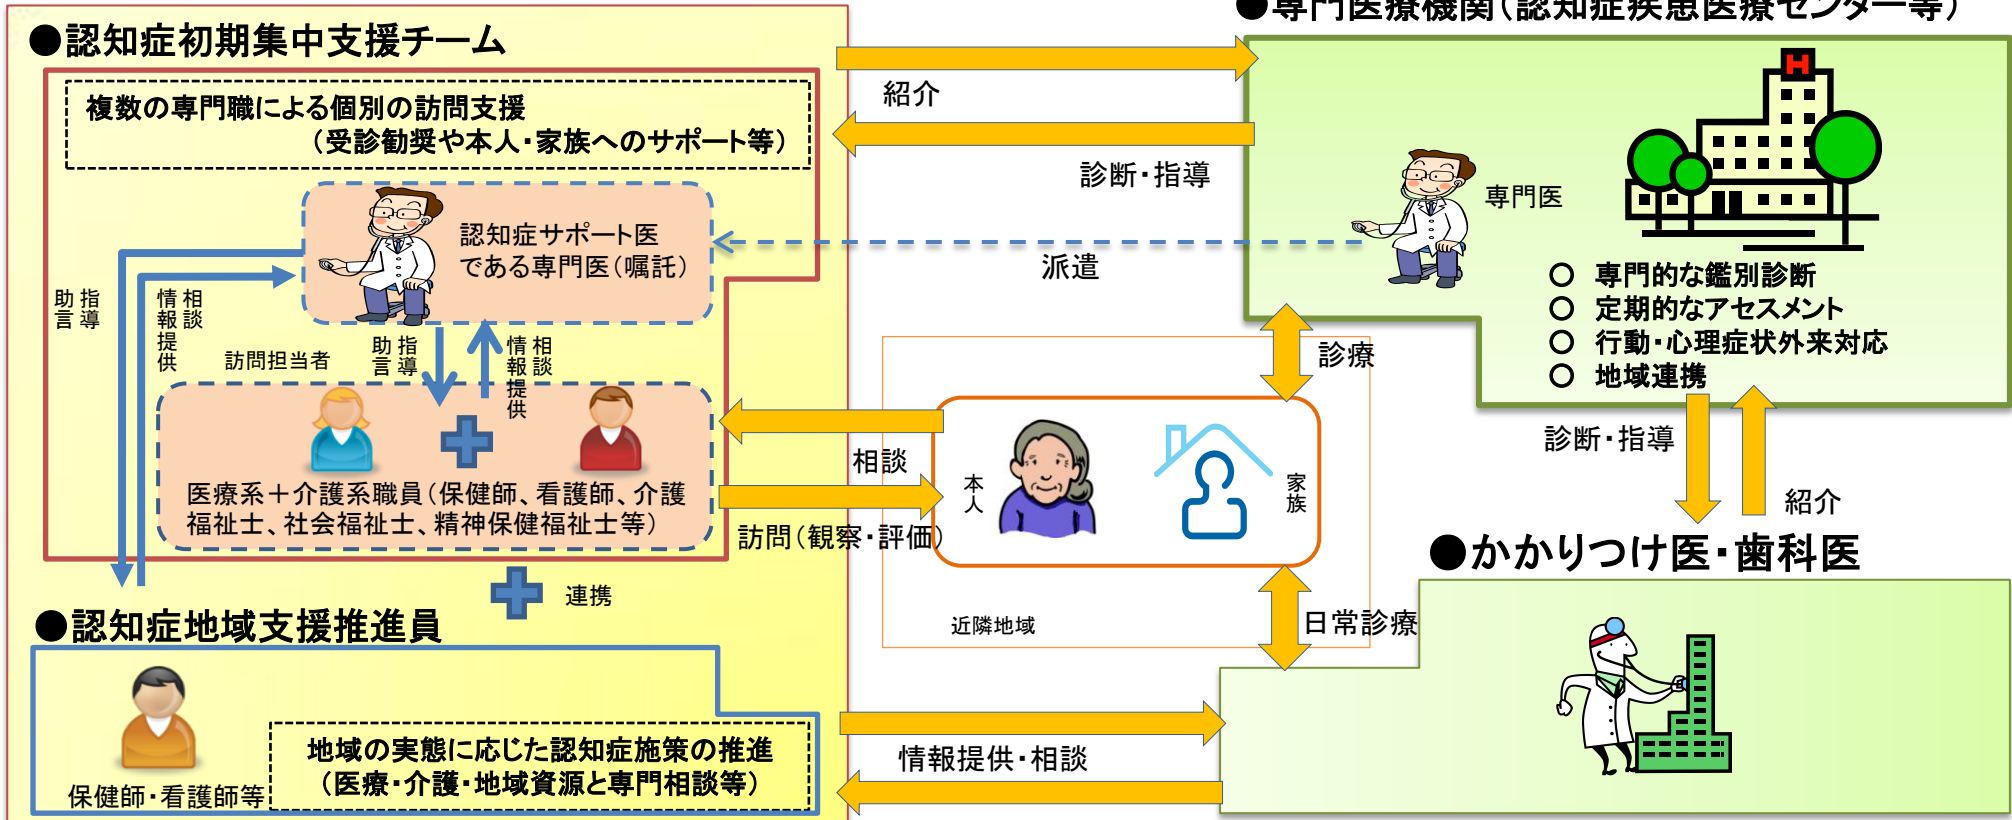 ●専門医療機関（認知症疾患医療センター等）
●認知症初期集中支援チーム
複数の専門職による個別の訪問支援
（受診勧奨や本人・家族へのサポート等）
紹介
診断・指導
専門医
認知症サポート医
である専門医（嘱託）
派遣
○ 専門的な鑑別診断
○ 定期的なアセスメント
○ 行動・心理症状外来対応
○ 地域連携
指導
助言
相談
情報提供
訪問担当者
指導
助言
相談
情報提供
診療
医療系＋介護系職員（保健師、看護師、介護
福祉士、社会福祉士、精神保健福祉士等）
相談
訪問（観察・評価）
本人
家族
近隣地域
診断・指導
紹介
連携
●かかりつけ医・歯科医
日常診療
●認知症地域支援推進員
保健師・看護師等
地域の実態に応じた認知症施策の推進
（医療・介護・地域資源と専門相談等）
情報提供・相談
H